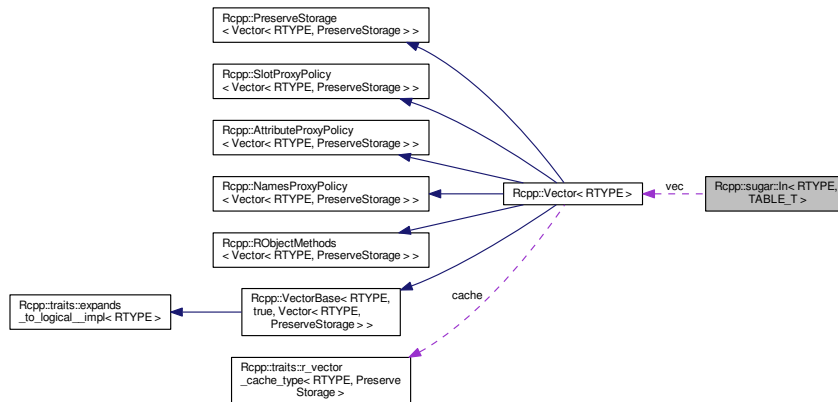 Rcpp::PreserveStorage
< Vector< RTYPE, PreserveStorage > >
Rcpp::SlotProxyPolicy
< Vector< RTYPE, PreserveStorage > >
Rcpp::AttributeProxyPolicy
< Vector< RTYPE, PreserveStorage > >
Rcpp::NamesProxyPolicy
< Vector< RTYPE, PreserveStorage > >
Rcpp::Vector< RTYPE >
vec
Rcpp::sugar::In< RTYPE,
TABLE_T >
Rcpp::RObjectMethods
< Vector< RTYPE, PreserveStorage > >
Rcpp::traits::expands
_to_logical__impl< RTYPE >
Rcpp::VectorBase< RTYPE,
true, Vector< RTYPE,
PreserveStorage > >
cache
Rcpp::traits::r_vector
_cache_type< RTYPE, Preserve
Storage >